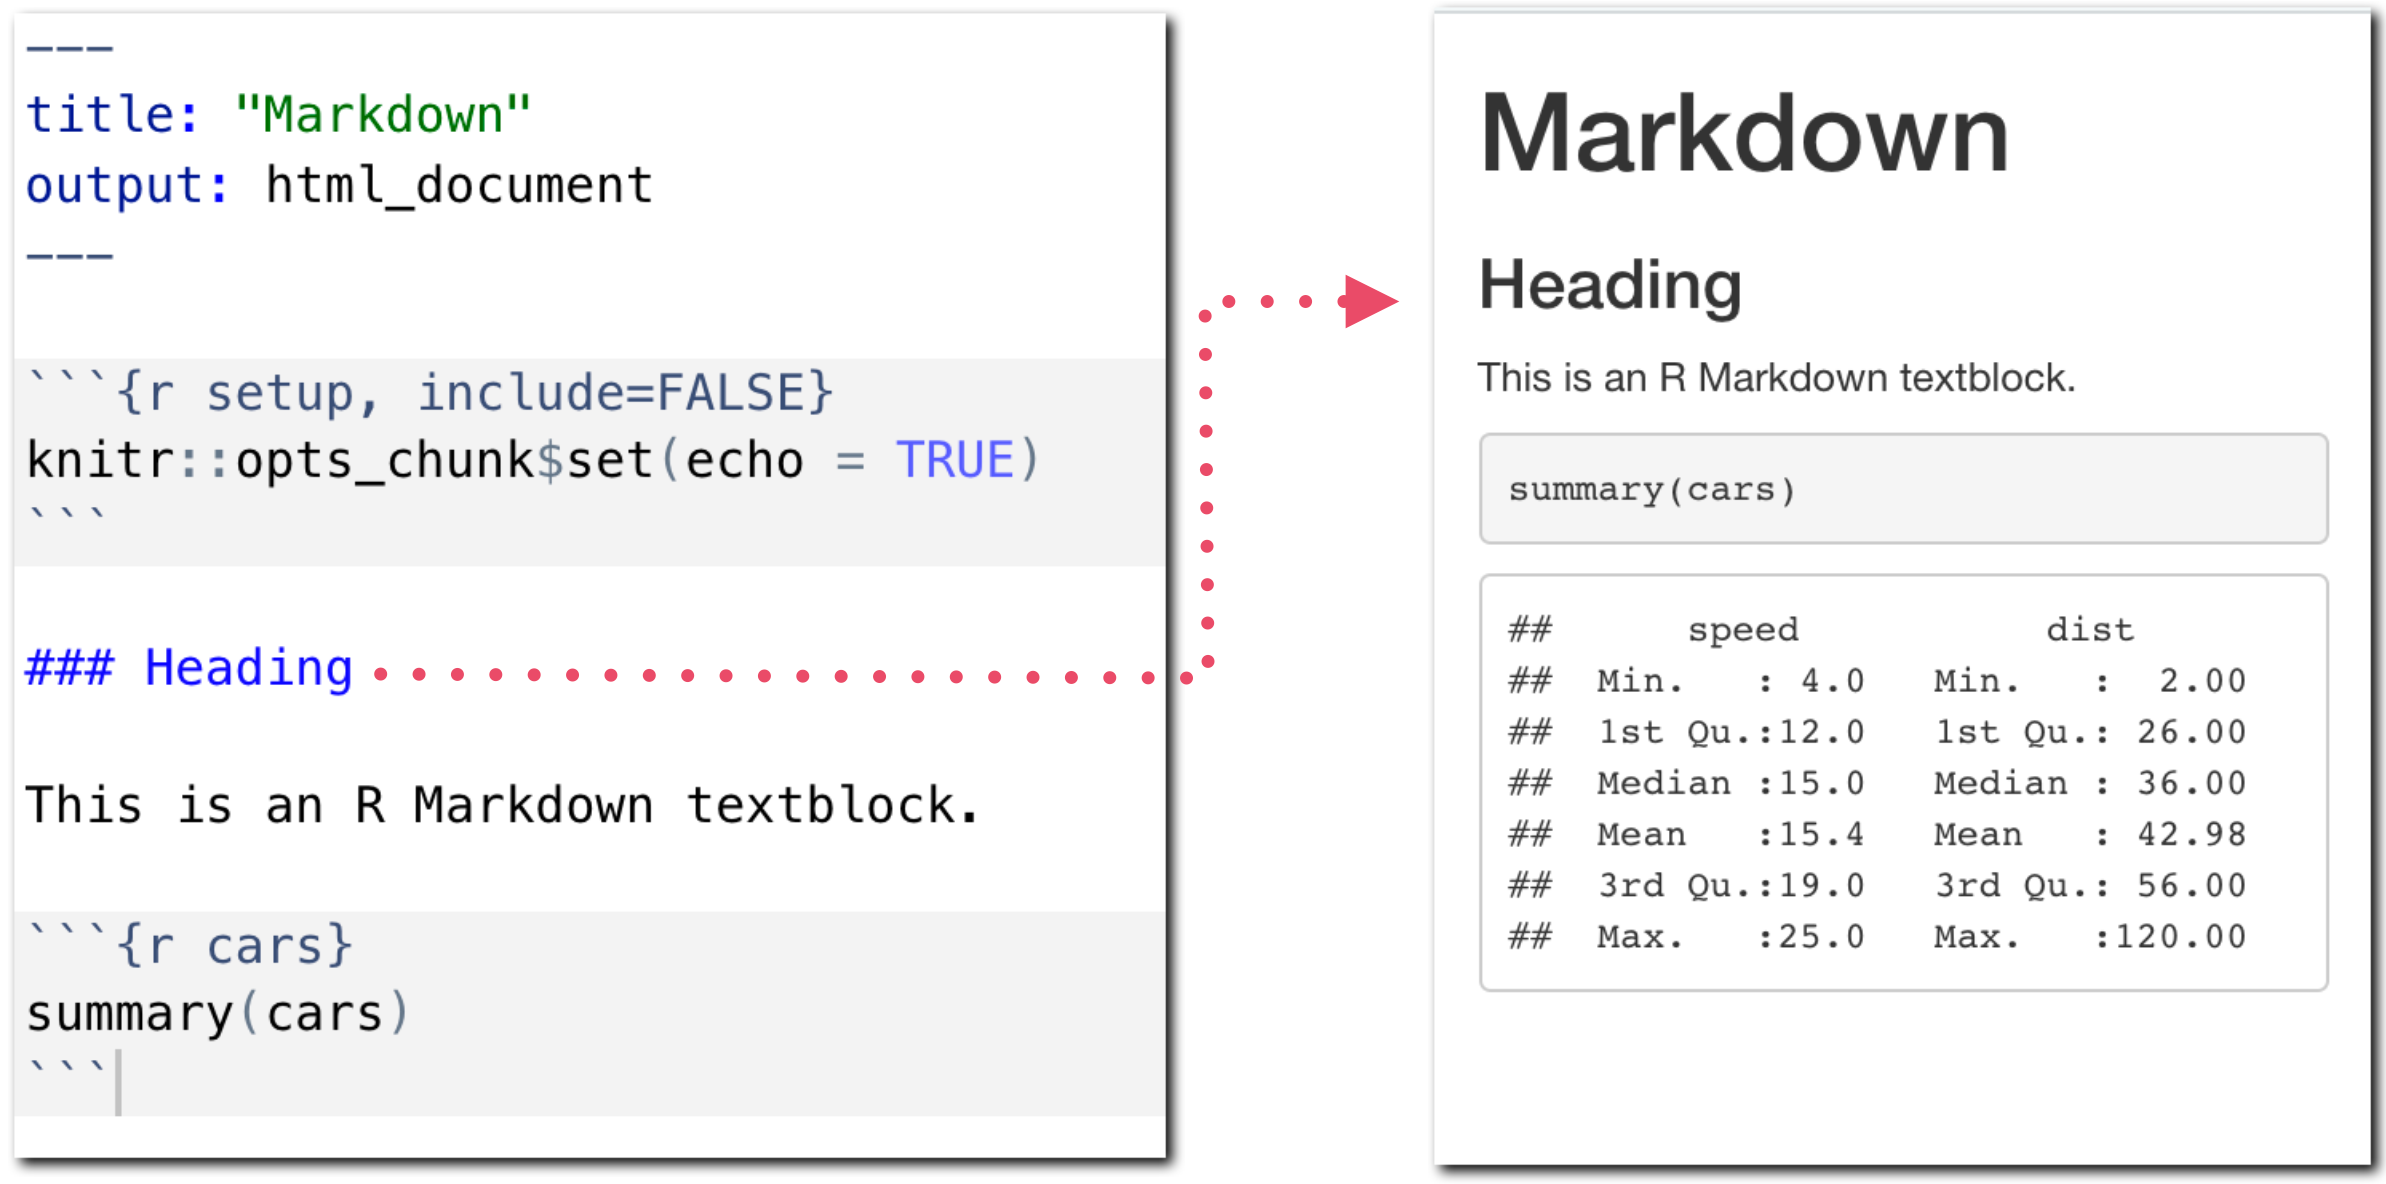 ---
title: "Markdown"
output: html_document
---
```{r setup, include=FALSE}
knitr::opts_chunk$set(echo = TRUE)
```
### Heading
This is an R Markdown textblock.
```{r cars}
summary(cars)
```
Markdown
Heading
This is an R Markdown textblock.
summary(cars)
##      speed           dist
##  Min.   : 4.0   Min.   :  2.00
##  1st Qu.:12.0   1st Qu.: 26.00
##  Median :15.0   Median : 36.00
##  Mean   :15.4   Mean   : 42.98
##  3rd Qu.:19.0   3rd Qu.: 56.00
##  Max.   :25.0   Max.   :120.00